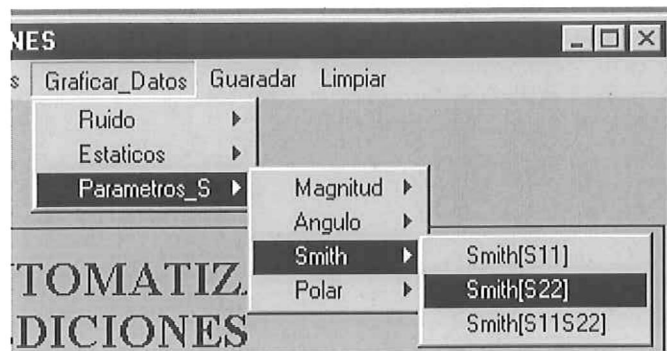 NES
s Graficar_Datos Guaradar Limpiar
Ruido
Estaticos
Parametros_S
Magnitud
Angulo
Smith
Polar
Smith[S11]
Smith[S22]
Smith[S11S22]
TOMATIZ
DICIONES